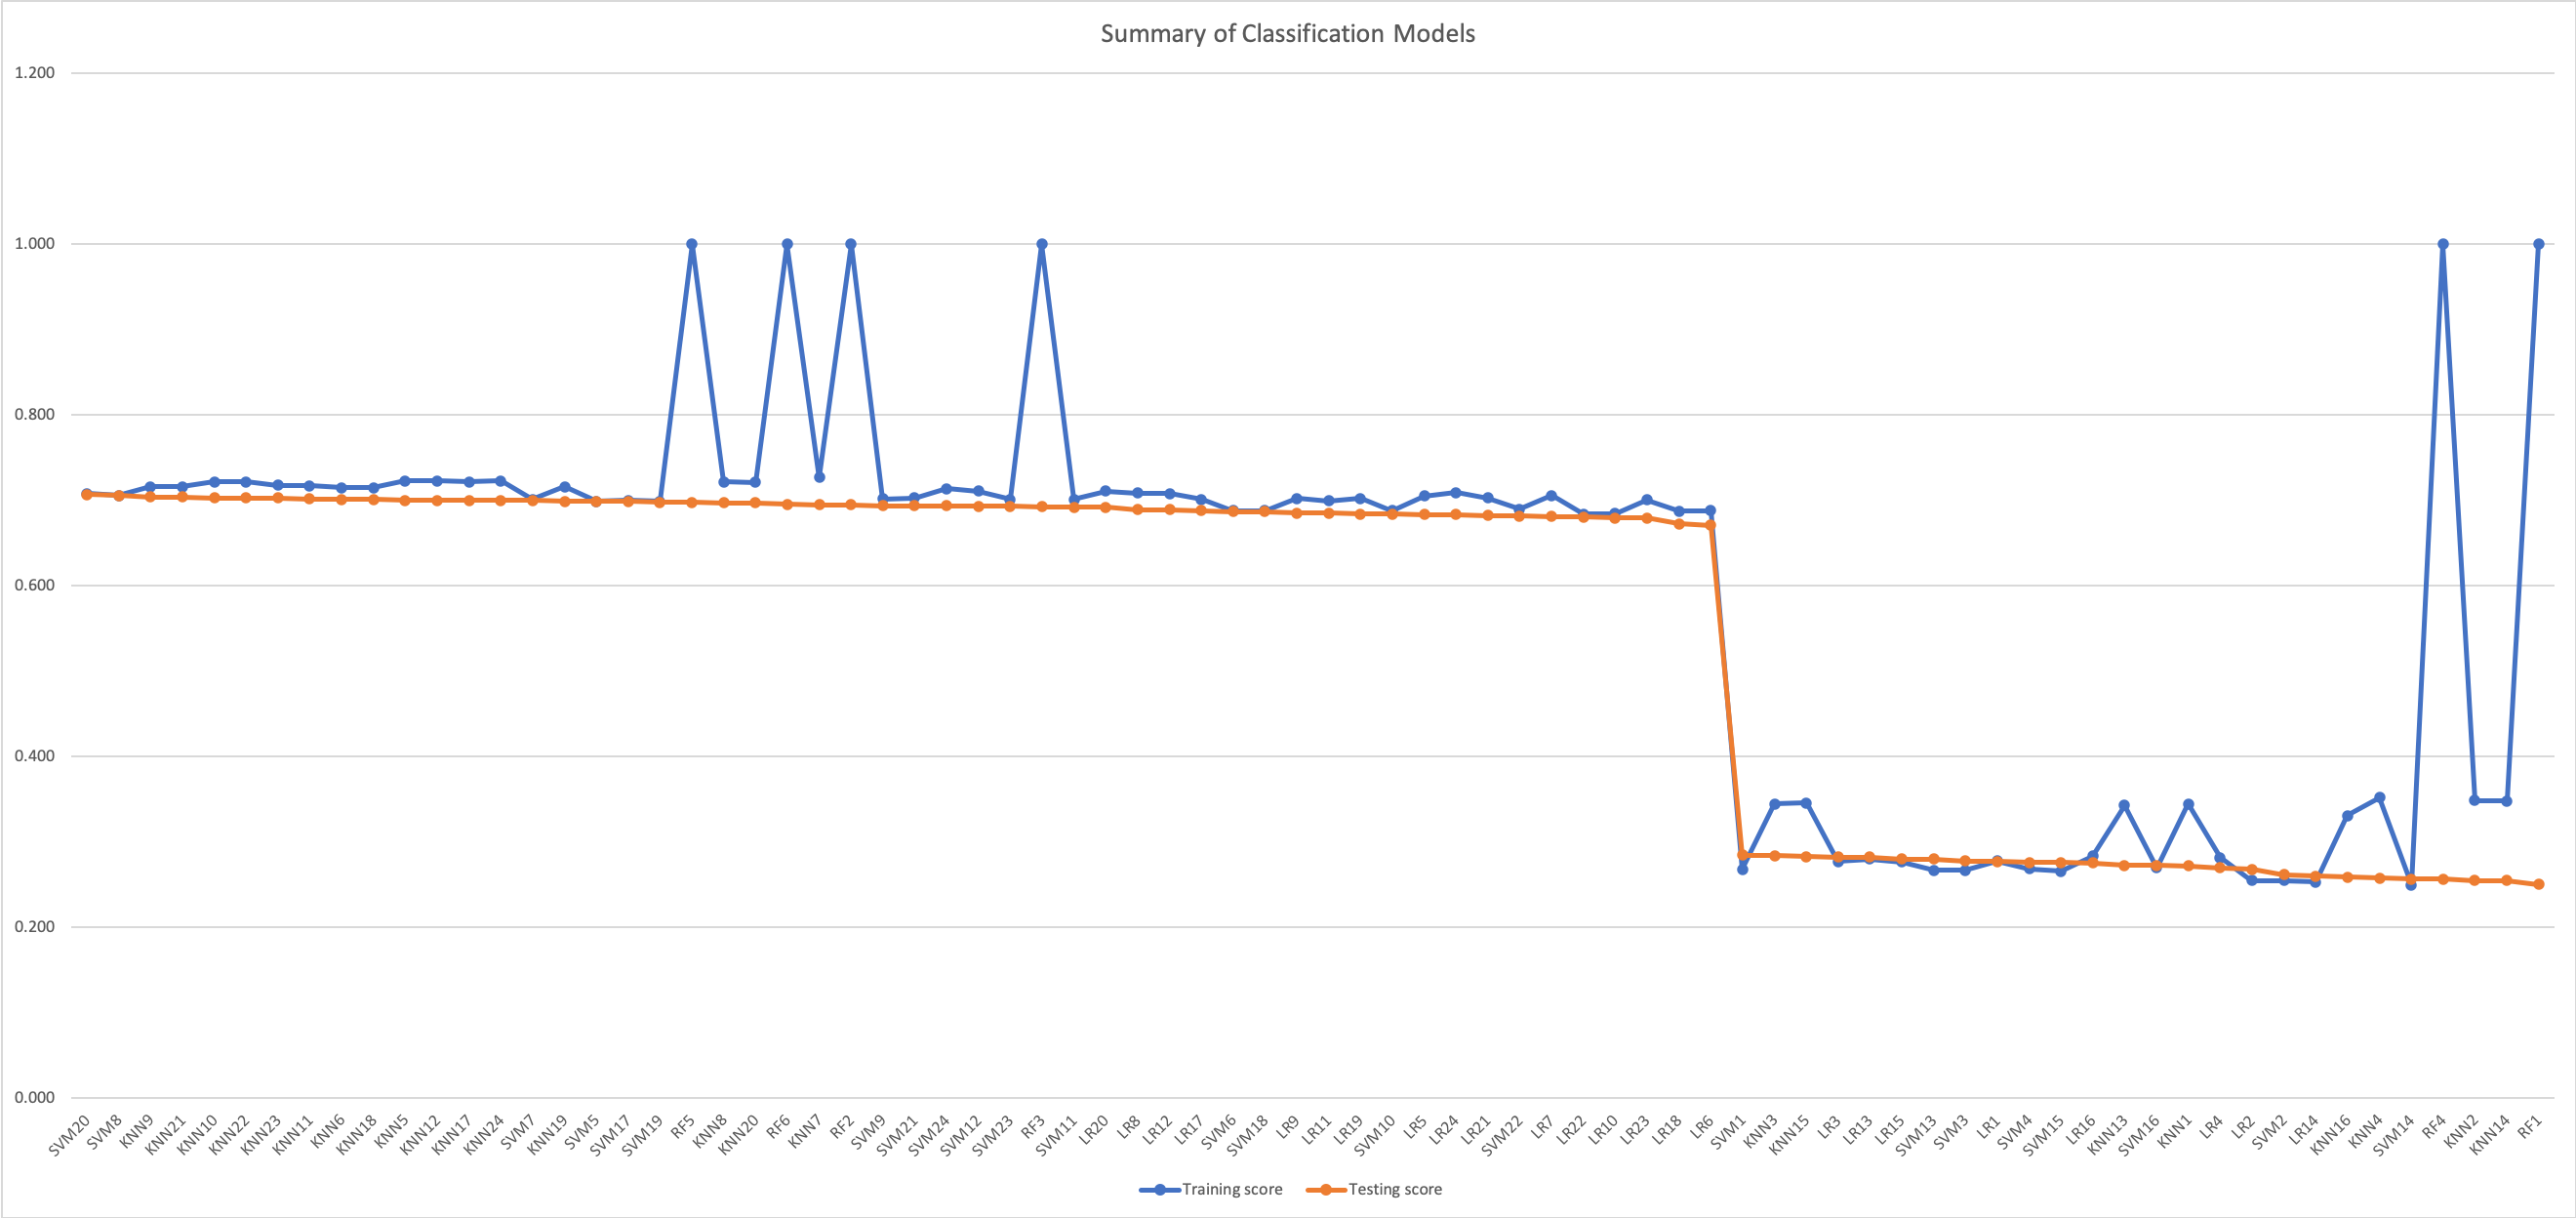 Summary of Classification Models
1.200
1.000
0.800
0.600
0.400
0.200
0.000
SVM20
SVM8
KNN9
KNN21
KNN10
KNN22
KNN23
KNN11
KNN6
KNN18
KNN5
KNN12
KNN17
KNN24
SVM7
KNN19
SVM5
SVM17
SVM19
RF5
KNN8
KNN20
RF6
KNN7
RF2
SVM9
SVM21
SVM24
SVM12
SVM23
RF3
SVM11
LR20
LR8
LR12
LR17
SVM6
SVM18
LR9
LR11
LR19
SVM10
LR5
LR24
LR21
SVM22
LR7
LR22
LR10
LR23
LR18
LR6
SVM1
KNN3
KNN15
LR3
LR13
LR15
SVM13
SVM3
LR1
SVM4
SVM15
LR16
KNN13
SVM16
KNN1
LR4
LR2
SVM2
LR14
KNN16
KNN4
SVM14
RF4
KNN2
KNN14
RF1
Training score
Testing score